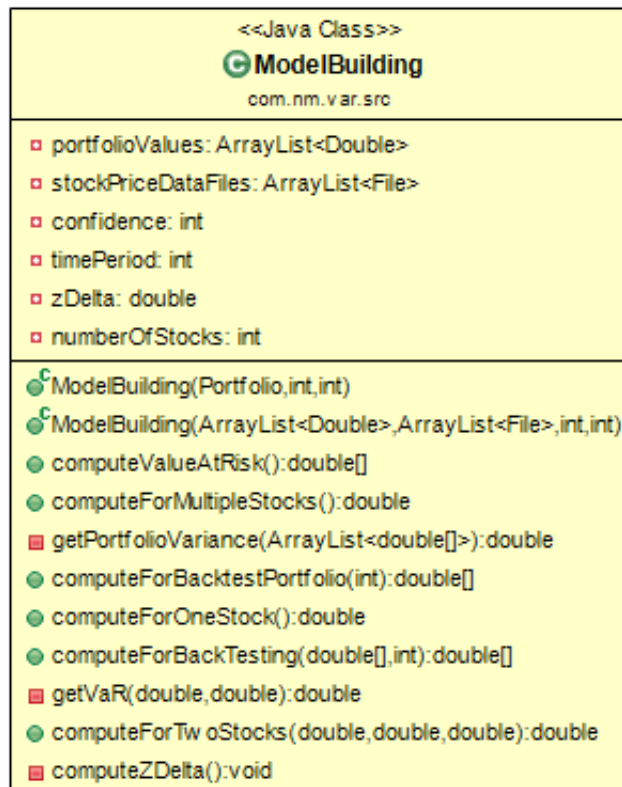 <<Java Class>>
ModelBuilding
com.nm.var.src
portfolioValues: ArrayList<Double>
stockPriceDataFiles: ArrayList<File>
confidence: int
timePeriod: int
zDelta: double
numberOfStocks: int
ModelBuilding(Portfolio,int,int)
ModelBuilding(ArrayList<Double>,ArrayList<File>,int,int)
computeValueAtRisk():double[]
computeForMultipleStocks():double
getPortfolioVariance(ArrayList<double[]>):double
computeForBacktestPortfolio(int):double[]
computeForOneStock():double
computeForBackTesting(double[],int):double[]
getVaR(double,double):double
computeForTwoStocks(double,double,double):double
computeZDelta():void